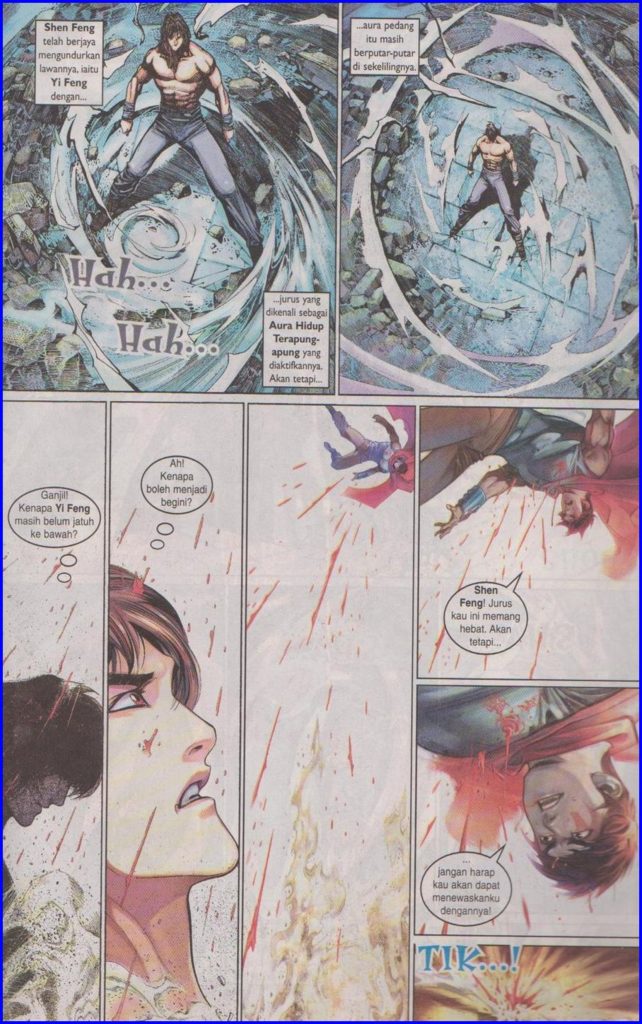 Shen Feng
telah berjaya
mengundurkan
lawannya, iaitu
Yi Feng
dengan...
Hah...
Hah...
...jurus yang
dikenali sebagai
Aura Hidup
Terapung-
apung yang
diaktifkannya.
Akan tetapi...
...aura pedang
itu masih
berputar-putar
di sekelilingnya.
Ganjil!
Kenapa Yi Feng
masih belum jatuh
ke bawah?
Ah!
Kenapa
boleh menjadi
begini?
Shen
Feng! Jurus
kau ini memang
hebat. Akan
tetapi...
...
jangan harap
kau akan dapat
menewaskanku
dengannya!
TIK...!